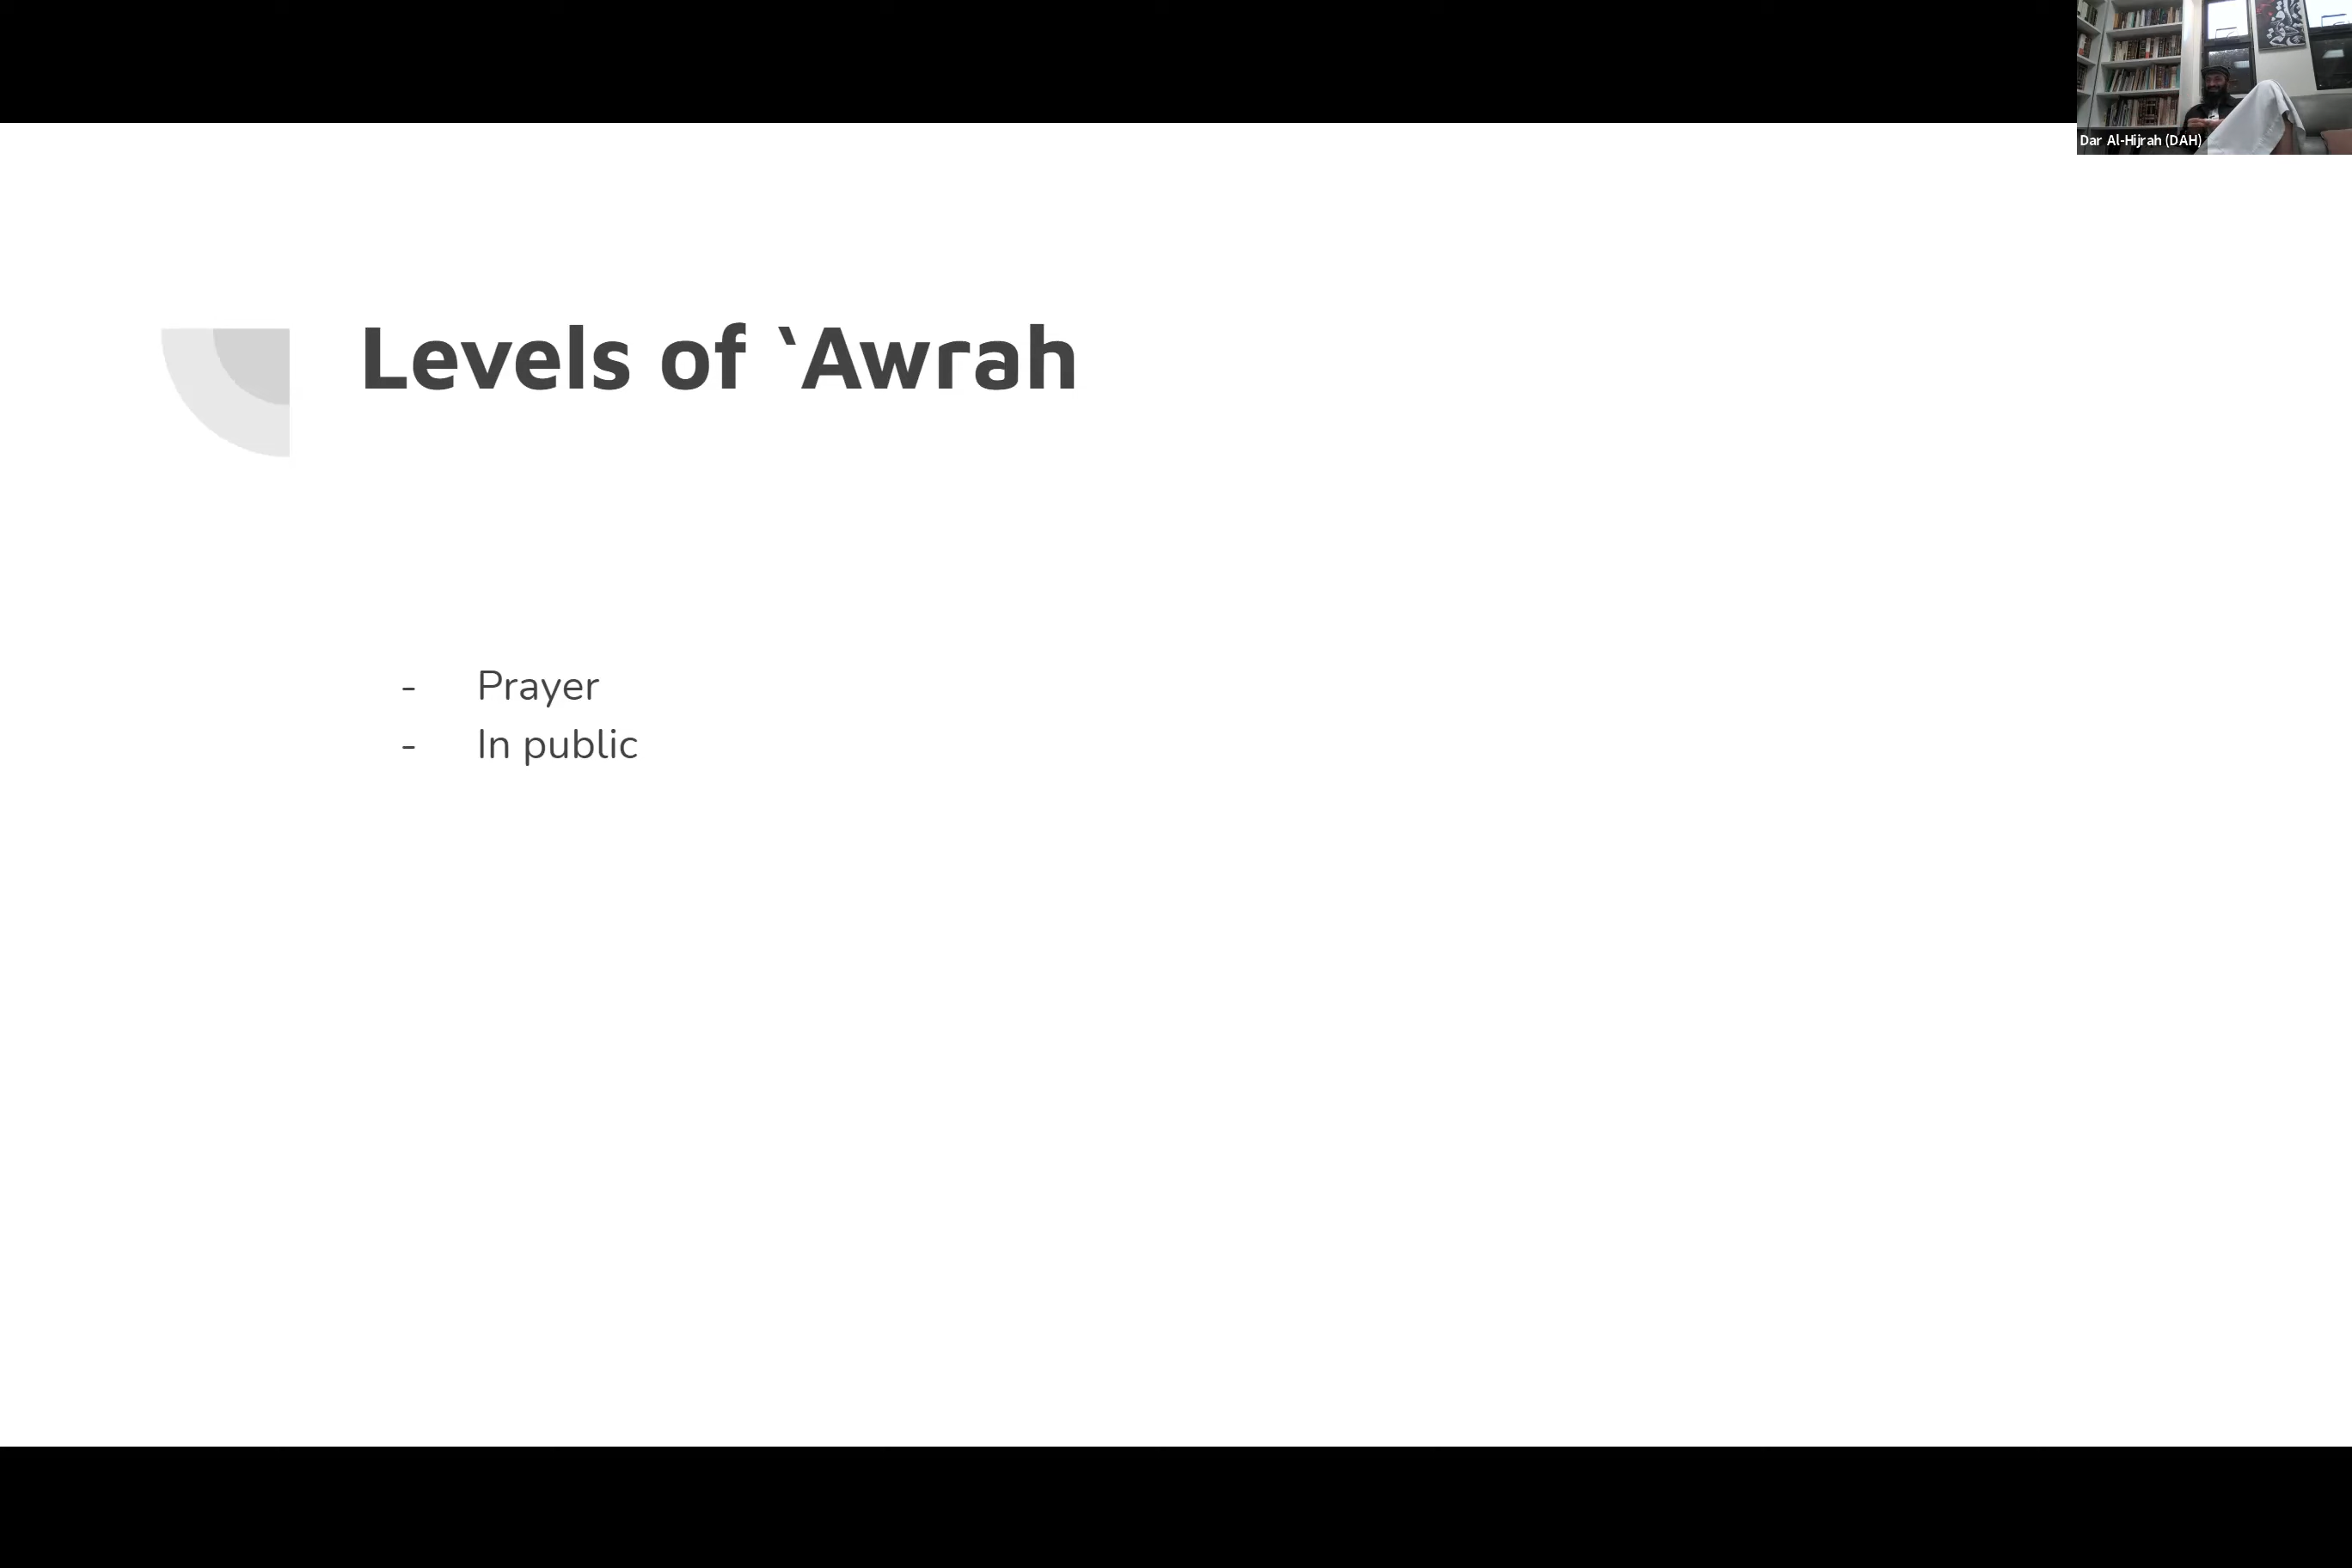 Dar Al-Hijrah (DAH)
Levels of `Awrah
- Prayer
- In public